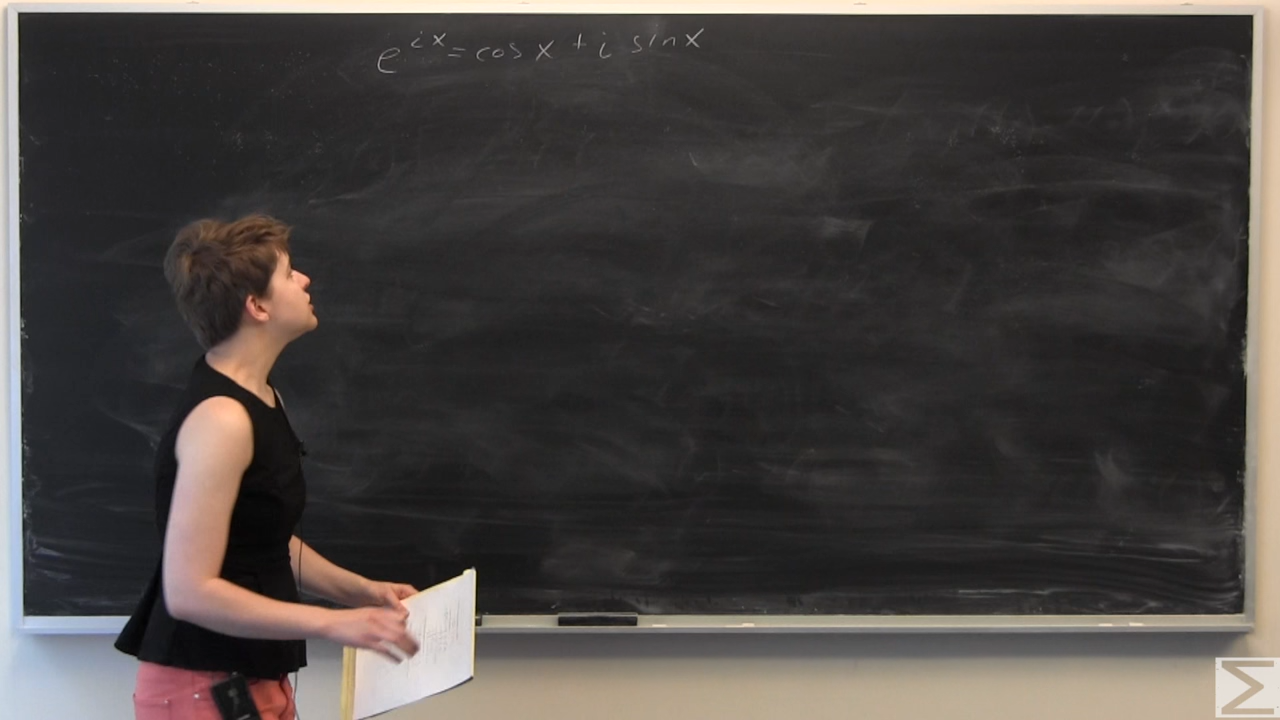 e^{ix} = cos x + i sin x